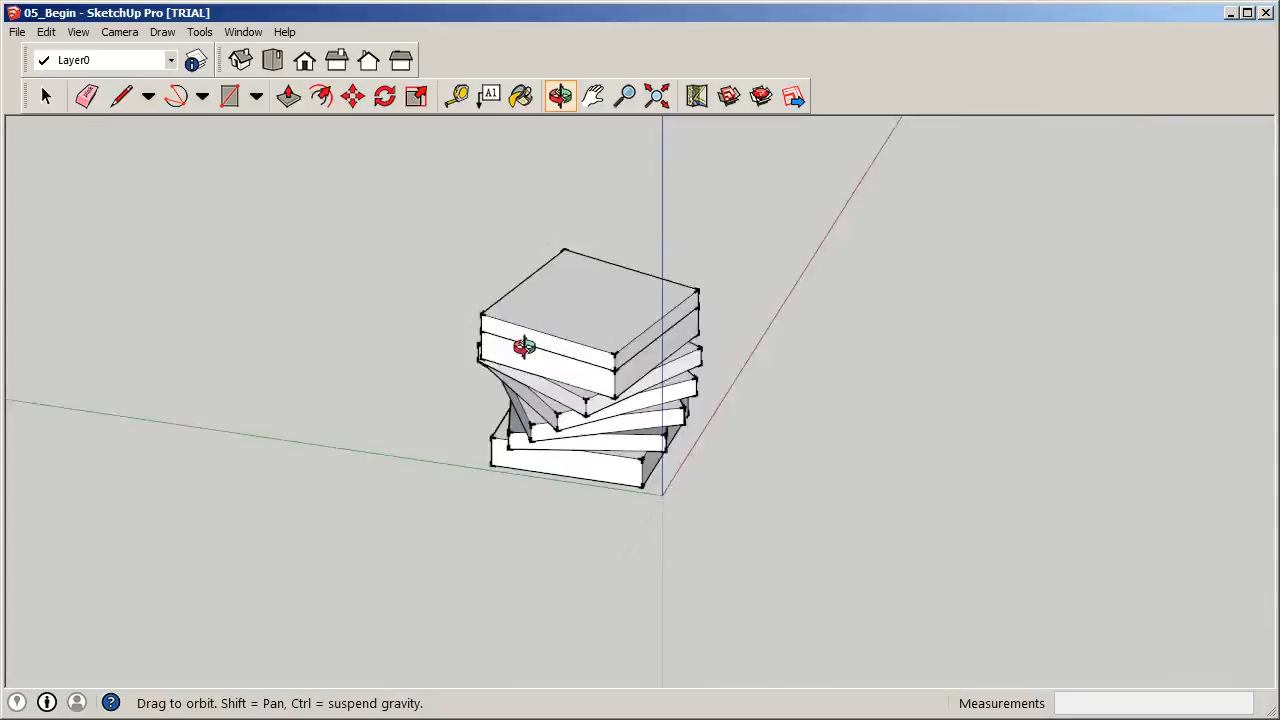 05_Begin - SketchUp Pro [TRIAL]
File Edit View Camera Draw Tools Window Help
Layer0
A1
Drag to orbit. Shift = Pan, Ctrl = suspend gravity.
Measurements